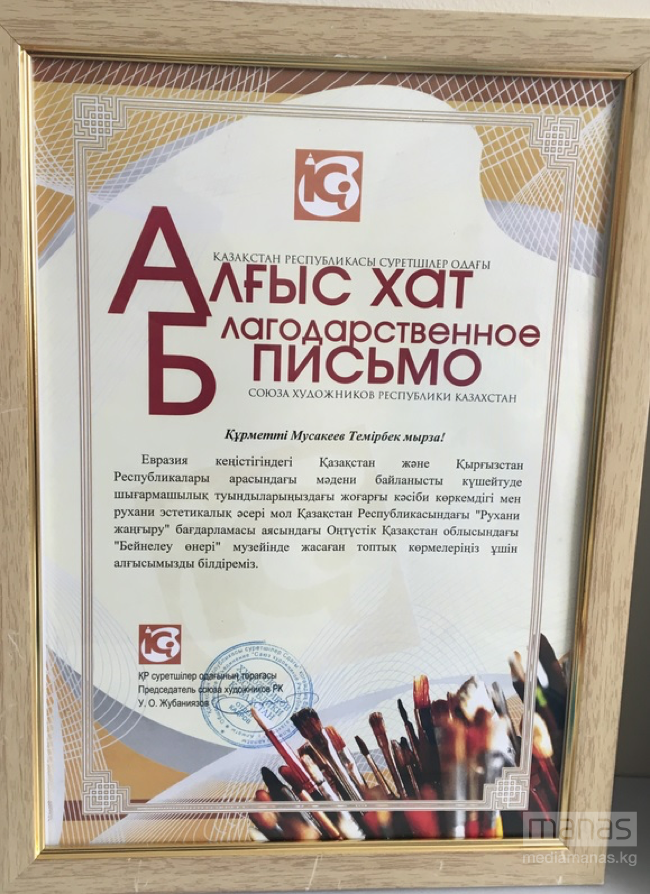 ҚАЗАҚСТАН РЕСПУБЛИКАСЫ СУРЕТШІЛЕР ОДАҒЫ
АЛҒЫС ХАТ
БЛАГОДАРСТВЕННОЕ
ПИСЬМО
СОЮЗА ХУДОЖНИКОВ РЕСПУБЛИКИ КАЗАХСТАН
Құрметті Мусакеев Темірбек мырза!
Евразия кеңістігіндегі Қазақстан және Қырғызстан
Республикалары арасындағы мәдени байланысты күшейтуде
шығармашылық туындыларыңыздағы жоғарғы кәсіби көркемдігі мен
рухани эстетикалық әсері мол Қазақстан Республикасындағы "Рухани
жаңғыру" бағдарламасы аясындағы Оңтүстік Қазақстан облысындағы
"Бейнелеу өнері" музейінде жасаған топтық көрмелеріңіз үшін
алғысымызды білдіреміз.
ҚР суретшілер одағының төрағасы
Председатель союза художников РК
У. О. Жубаниязов
manas
mediamanas.kg